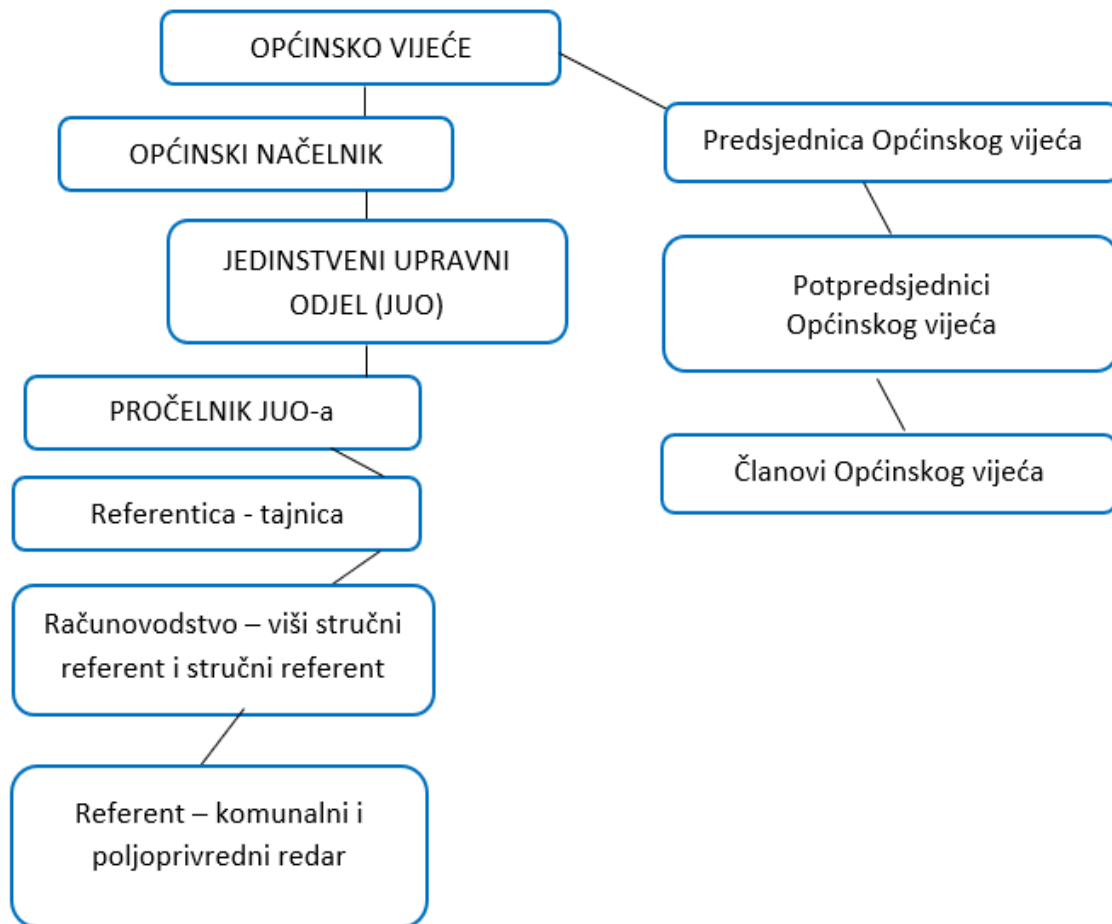 OPĆINSKO VIJEĆE
OPĆINSKI NAČELNIK
JEDINSTVENI UPRAVNI
ODJEL (JUO)
PROČELNIK JUO-a
Referentica - tajnica
Računovodstvo – viši stručni
referent i stručni referent
Referent – komunalni i
poljoprivredni redar
Predsjednica Općinskog vijeća
Potpredsjednici
Općinskog vijeća
Članovi Općinskog vijeća